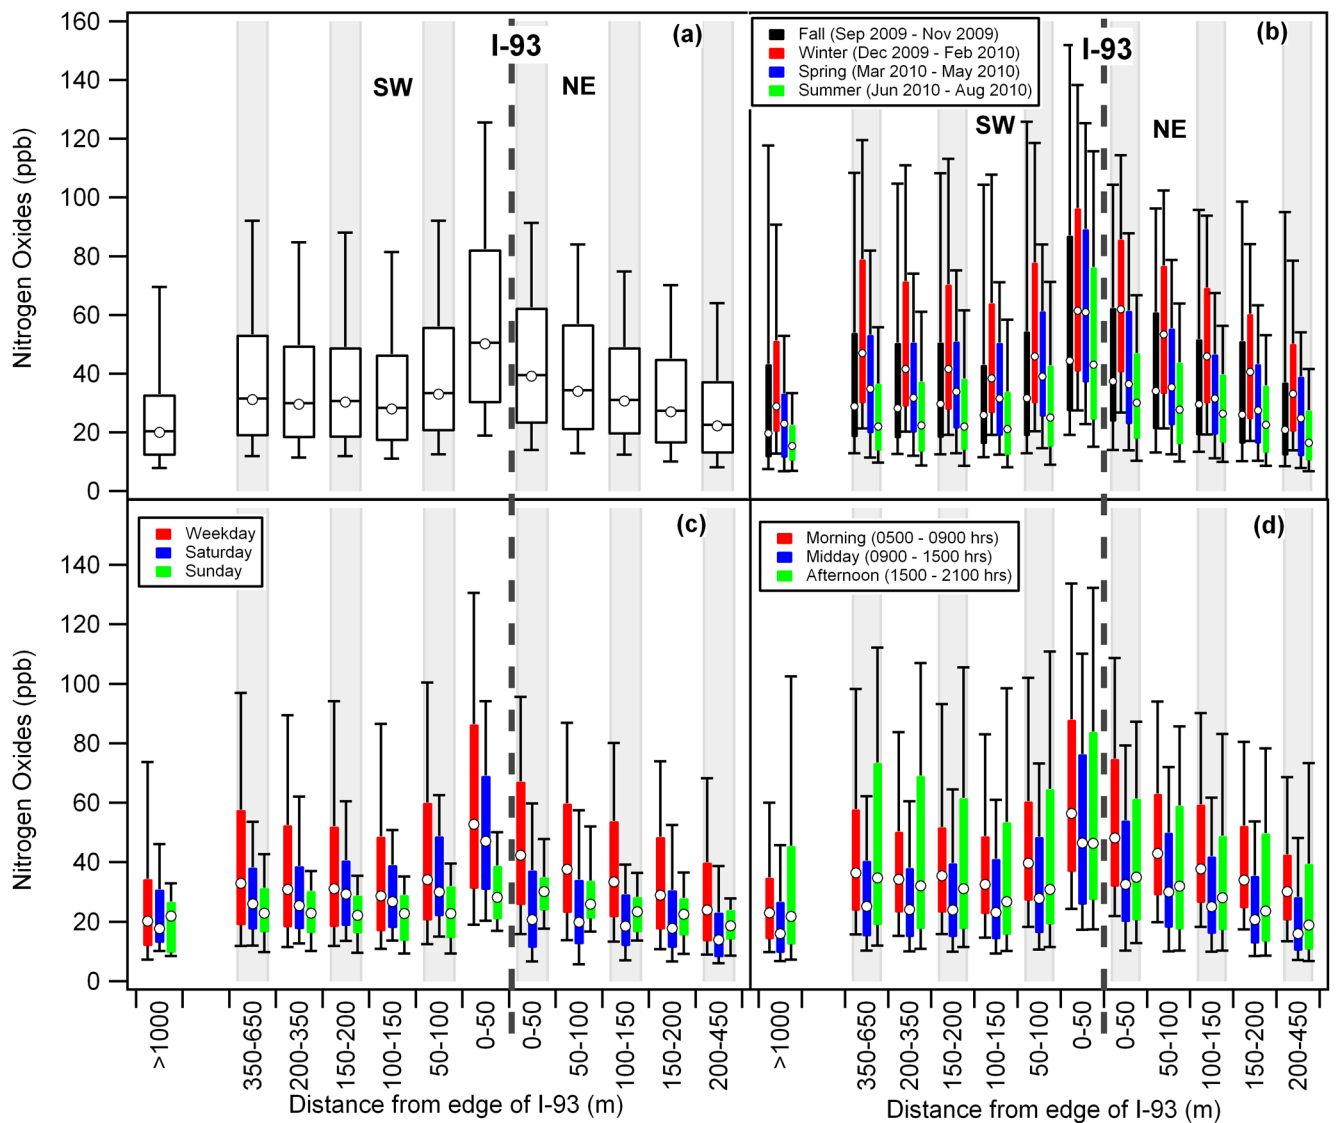 160
140
120
100
80
60
40
20
0
Nitrogen Oxides (ppb)
(a)
I-93
SW
NE
Fall (Sep 2009 - Nov 2009)
Winter (Dec 2009 - Feb 2010)
Spring (Mar 2010 - May 2010)
Summer (Jun 2010 - Aug 2010)
(b)
I-93
SW
NE
140
120
100
80
60
40
20
0
Nitrogen Oxides (ppb)
Weekday
Saturday
Sunday
(c)
Morning (0500 - 0900 hrs)
Midday (0900 - 1500 hrs)
Afternoon (1500 - 2100 hrs)
(d)
>1000
350-650
200-350
150-200
100-150
50-100
0-50
0-50
50-100
100-150
150-200
200-450
Distance from edge of I-93 (m)
>1000
350-650
200-350
150-200
100-150
50-100
0-50
0-50
50-100
100-150
150-200
200-450
Distance from edge of I-93 (m)